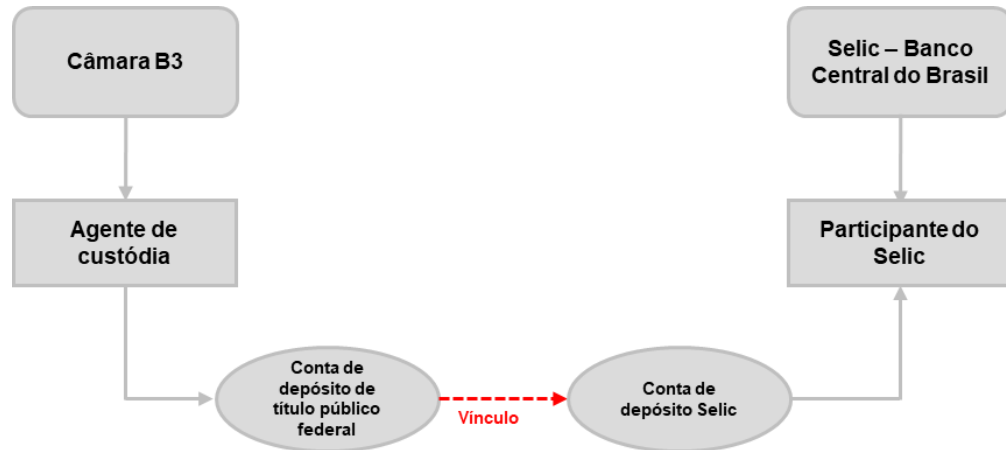 Câmara B3
Selic – Banco
Central do Brasil
Agente de
custódia
Participante do
Selic
Conta de
depósito de
título público
federal
Vínculo
Conta de
depósito Selic